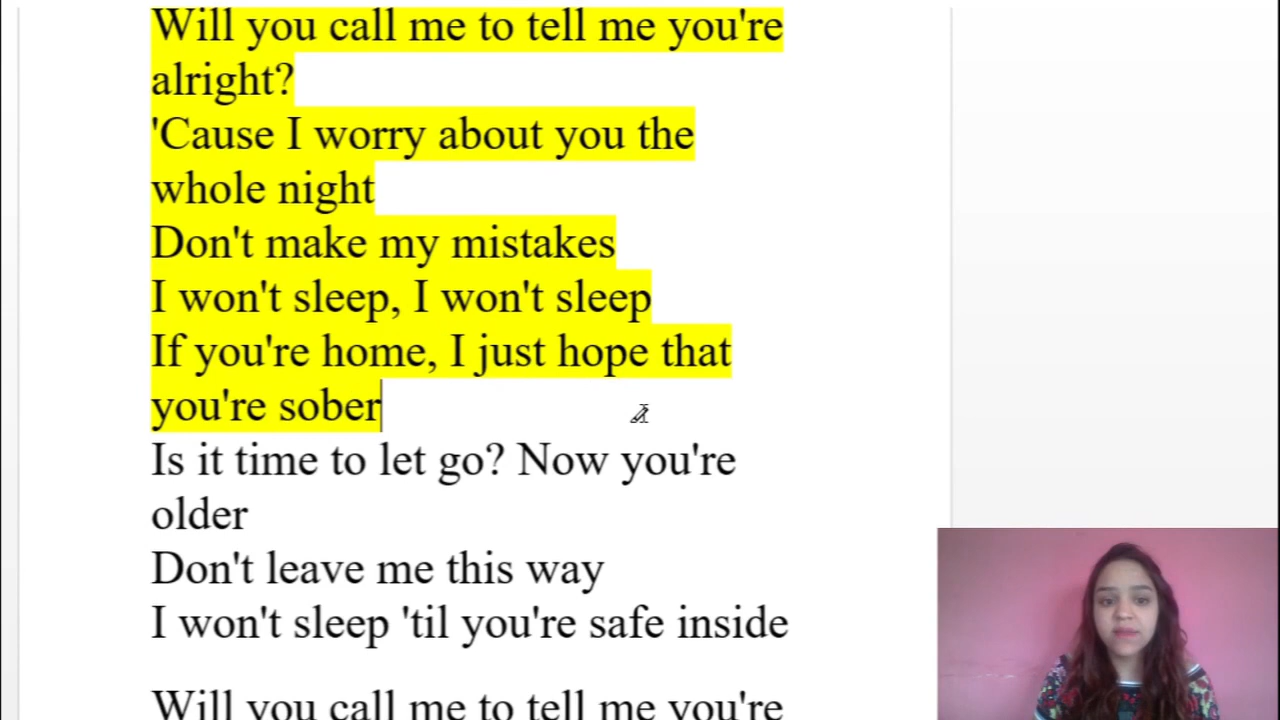 Will you call me to tell me you're
alright?
'Cause I worry about you the
whole night
Don't make my mistakes
I won't sleep, I won't sleep
If you're home, I just hope that
you're sober
Is it time to let go? Now you're
older
Don't leave me this way
I won't sleep 'til you're safe inside
Will you call me to tell me you're